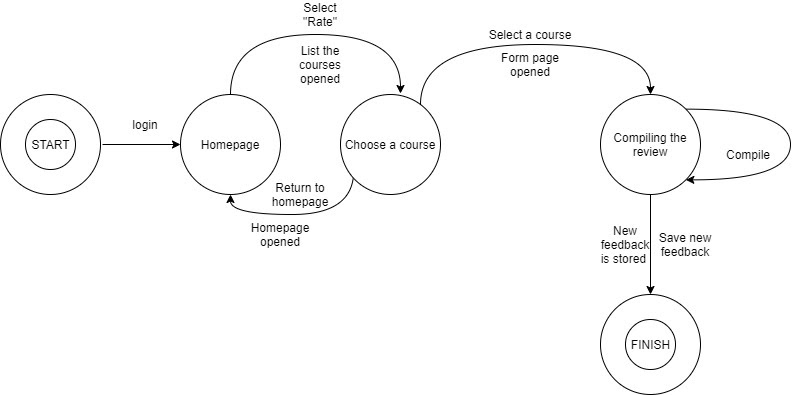 Select
"Rate"
List the
courses
opened
Select a course
Form page
opened
START
login
Homepage
Choose a course
Compiling the
review
Compile
Return to
homepage
Homepage
opened
New
feedback
is stored
Save new
feedback
FINISH